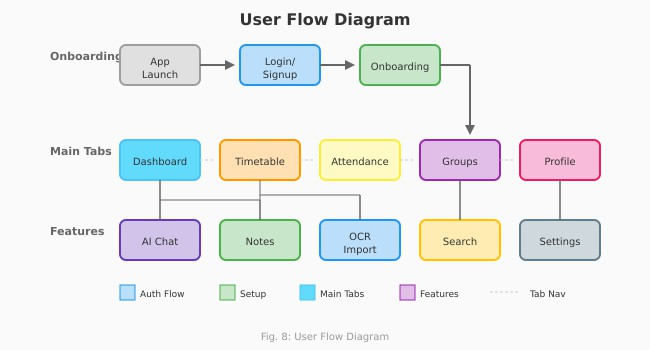 User Flow Diagram
Onboarding
App
Launch
Login/
Signup
Onboarding
Main Tabs
Dashboard
Timetable
Attendance
Groups
Profile
Features
AI Chat
Notes
OCR
Import
Search
Settings
Auth Flow
Setup
Main Tabs
Features
Tab Nav
Fig. 8: User Flow Diagram